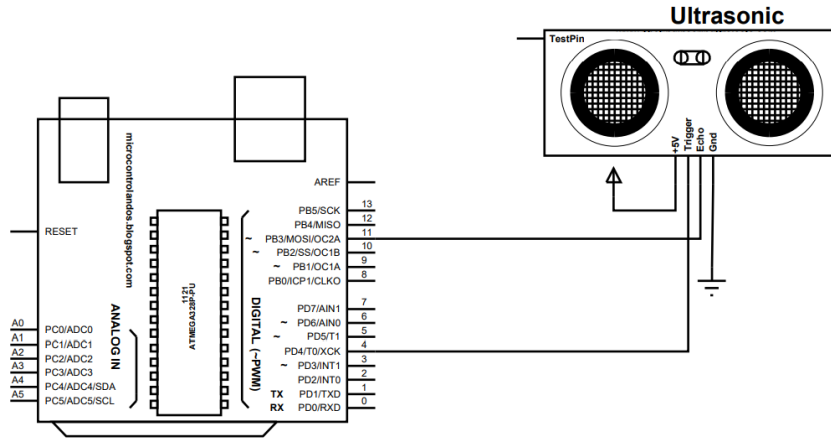 Ultrasonic
TestPin
+5V
Trigger
Echo
Gnd
microcontrolandos.blogspot.com
RESET
AREF
PB5/SCK 13
PB4/MISO 12
~ PB3/MOSI/OC2A 11
~ PB2/SS/OC1B 10
~ PB1/OC1A 9
PB0/ICP1/CLKO 8
1121
ATMEGA328P-PU
ANALOG IN
DIGITAL (~PWM)
PD7/AIN1 7
~ PD6/AIN0 6
~ PD5/T1 5
PD4/T0/XCK 4
~ PD3/INT1 3
PD2/INT0 2
TX PD1/TXD 1
RX PD0/RXD 0
A0 PC0/ADC0
A1 PC1/ADC1
A2 PC2/ADC2
A3 PC3/ADC3
A4 PC4/ADC4/SDA
A5 PC5/ADC5/SCL